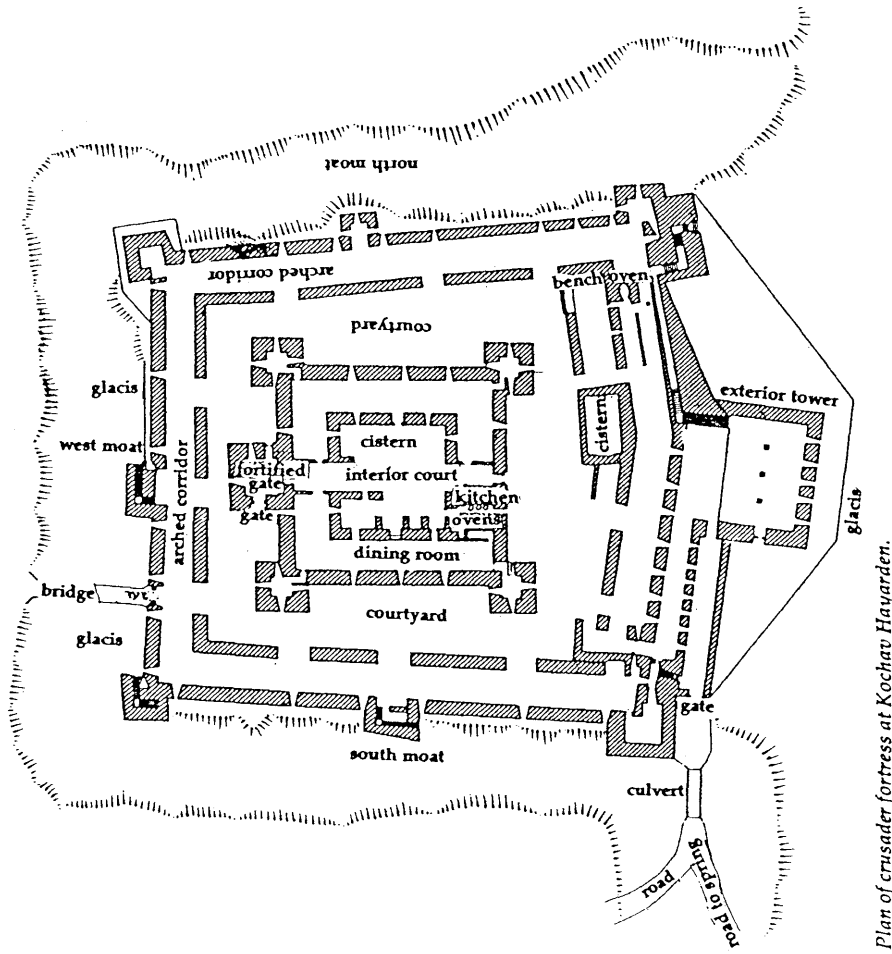 north moat
arched corridor
bench
oven
courtyard
glacis
exterior tower
west moat
cistern
cistern
fortified
gate
interior court
arched corridor
kitchen
gate
ovens
glacis
dining room
bridge
courtyard
glacis
gate
south moat
culvert
road
road to spring
Plan of crusader fortress at Kochav Hayarden.